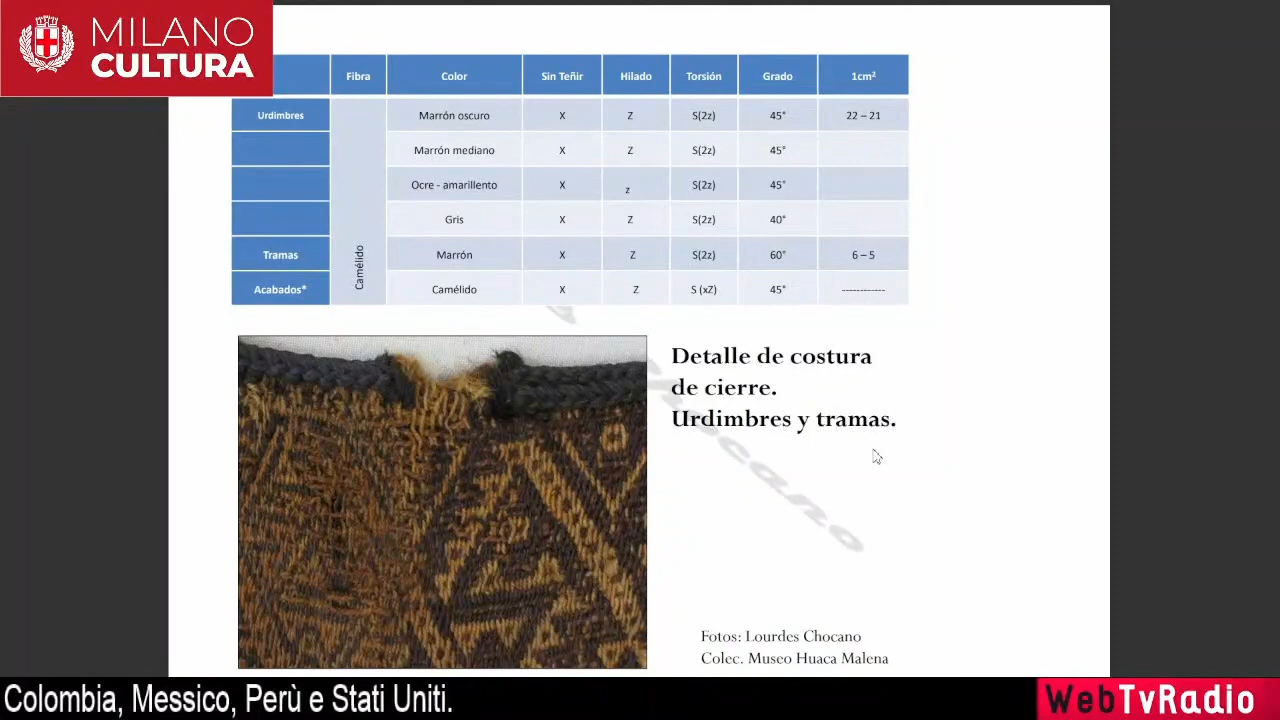 MILANO
CULTURA
Fibra Color Sin Teñir Hilado Torsión Grado 1cm²
Urdimbres Marrón oscuro X Z S(2z) 45° 22 – 21
Marrón mediano X Z S(2z) 45°
Ocre - amarillento X z S(2z) 45°
Gris X Z S(2z) 40°
Tramas Marrón X Z S(2z) 60° 6 – 5
Acabados* Camélido X Z S (xZ) 45° ------------
Camélido
Detalle de costura
de cierre.
Urdimbres y tramas.
Chocano
Fotos: Lourdes Chocano
Colec. Museo Huaca Malena
Colombia, Messico, Perù e Stati Uniti.
WebTvRadio